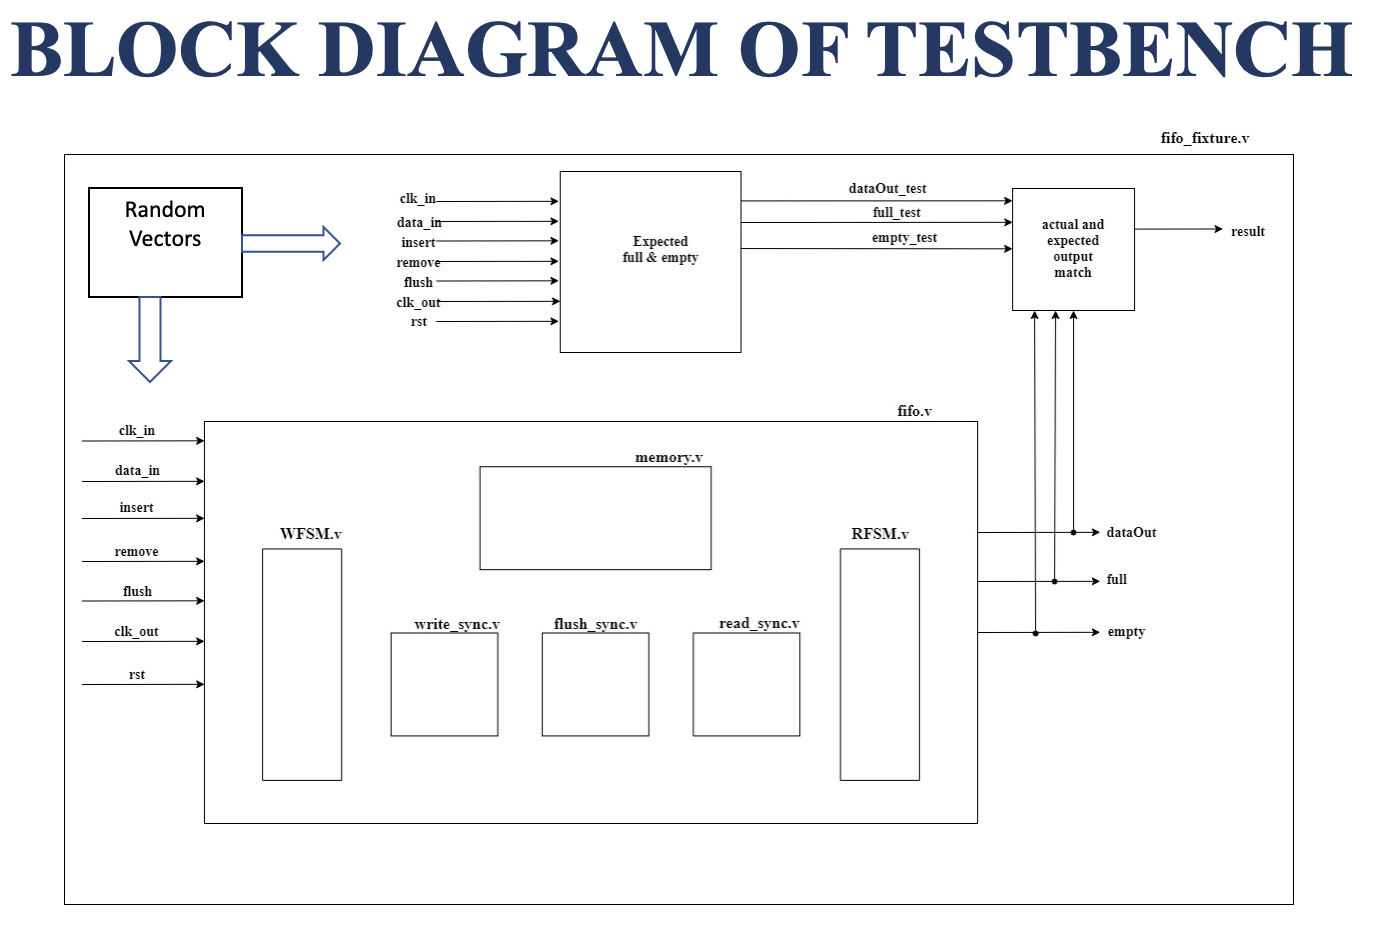 BLOCK DIAGRAM OF TESTBENCH
fifo_fixture.v
Random
Vectors
clk_in
data_in
insert
remove
flush
clk_out
rst
Expected
full & empty
dataOut_test
full_test
empty_test
actual and
expected
output
match
result
fifo.v
clk_in
data_in
insert
remove
flush
clk_out
rst
memory.v
WFSM.v
RFSM.v
write_sync.v
flush_sync.v
read_sync.v
dataOut
full
empty